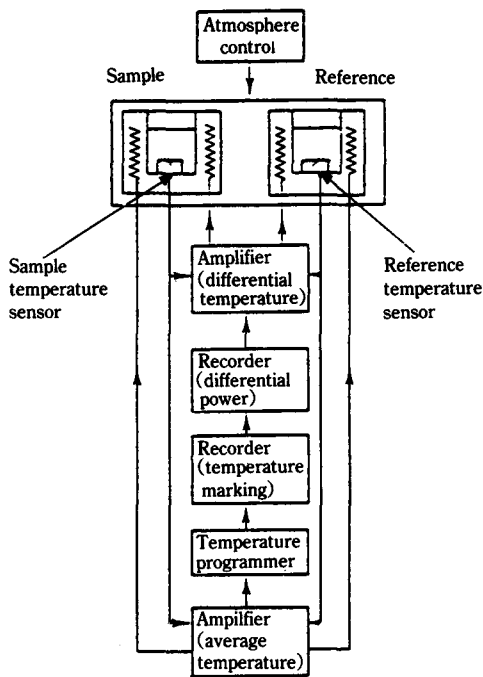 Atmosphere
control
Sample
Reference
Sample
temperature
sensor
Amplifier
(differential
temperature)
Reference
temperature
sensor
Recorder
(differential
power)
Recorder
(temperature
marking)
Temperature
programmer
Ampilfier
(average
temperature)